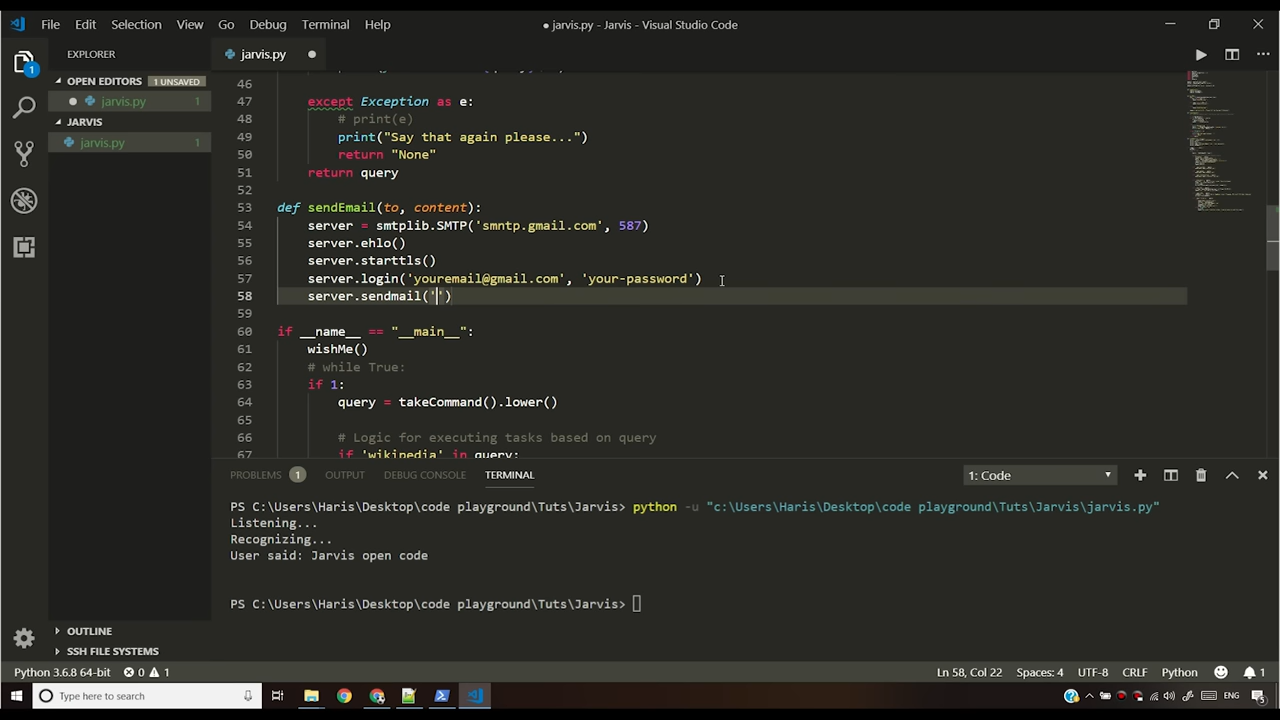 File Edit Selection View Go Debug Terminal Help
● jarvis.py - Jarvis - Visual Studio Code
EXPLORER
jarvis.py
OPEN EDITORS 1 UNSAVED
jarvis.py 1
JARVIS
jarvis.py 1
46
47 except Exception as e:
48 # print(e)
49 print("Say that again please...")
50 return "None"
51 return query
52
53 def sendEmail(to, content):
54 server = smtplib.SMTP('smntp.gmail.com', 587)
55 server.ehlo()
56 server.starttls()
57 server.login('youremail@gmail.com', 'your-password')
58 server.sendmail('')
59
60 if __name__ == "__main__":
61 wishMe()
62 # while True:
63 if 1:
64 query = takeCommand().lower()
65
66 # Logic for executing tasks based on query
67 if 'wikipedia' in query:
PROBLEMS 1 OUTPUT DEBUG CONSOLE TERMINAL 1: Code
PS C:\Users\Haris\Desktop\code playground\Tuts\Jarvis> python -u "c:\Users\Haris\Desktop\code playground\Tuts\Jarvis\jarvis.py"
Listening...
Recognizing...
User said: Jarvis open code
PS C:\Users\Haris\Desktop\code playground\Tuts\Jarvis>
OUTLINE
SSH FILE SYSTEMS
Python 3.6.8 64-bit 0 1 Ln 58, Col 22 Spaces: 4 UTF-8 CRLF Python 1
Type here to search ENG 5